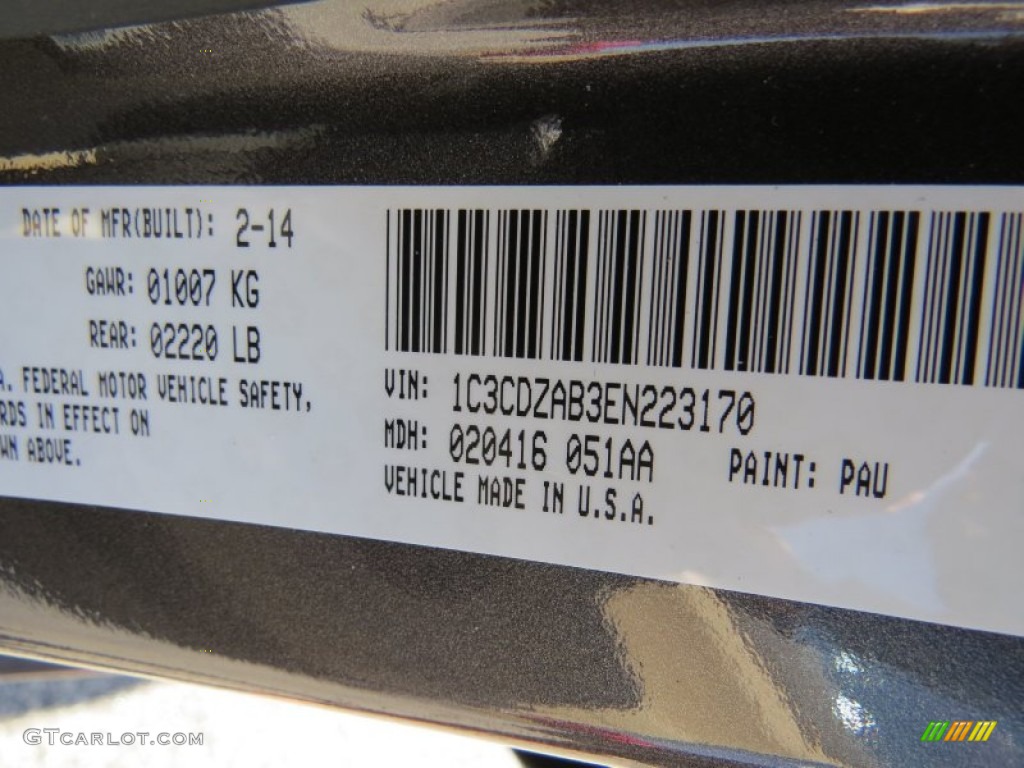 DATE OF MFR(BUILT): 2-14
GAWR: 01007 KG
REAR: 02220 LB
A. FEDERAL MOTOR VEHICLE SAFETY,
RDS IN EFFECT ON
WN ABOVE.
VIN: 1C3CDZAB3EN223170
MDH: 020416 051AA PAINT: PAU
VEHICLE MADE IN U.S.A.
GTCARLOT.COM